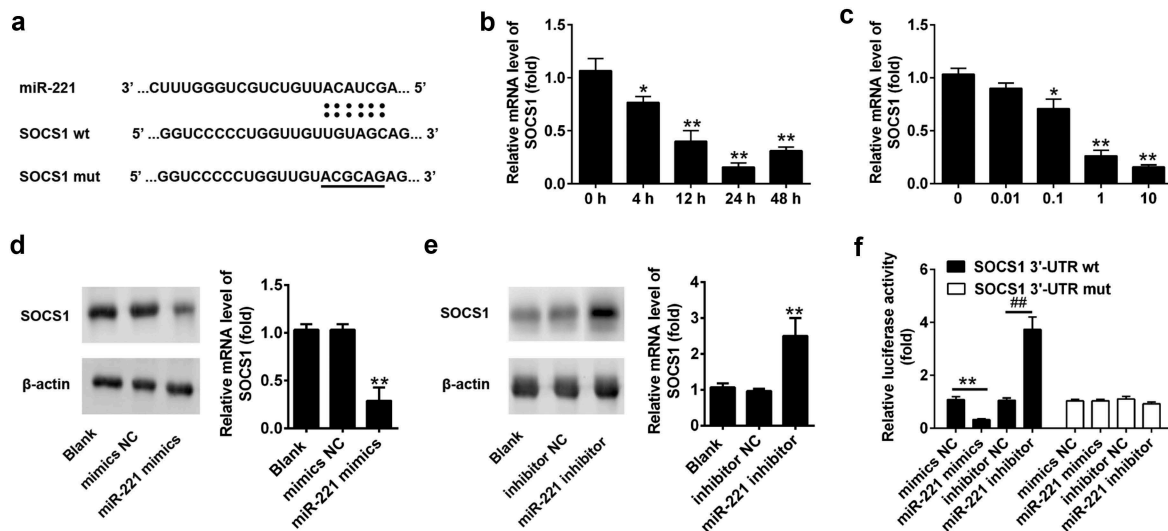 a
miR-221 3' ...CUUUGGGUCGUCUGUUACAUCGA... 5'
SOCS1 wt 5' ...GGUCCCCCUGGUUGUUGUAGCAG... 3'
SOCS1 mut 5' ...GGUCCCCCUGGUUGUACGCAGAG... 3'
b
Relative mRNA level of
SOCS1 (fold)
1.5
1.0
0.5
0.0
*
**
**
**
0 h 4 h 12 h 24 h 48 h
c
Relative mRNA level of
SOCS1 (fold)
1.5
1.0
0.5
0.0
*
**
**
0 0.01 0.1 1 10
d
SOCS1
β-actin
Blank
mimics NC
miR-221 mimics
Relative mRNA level of
SOCS1 (fold)
1.5
1.0
0.5
0.0
**
Blank
mimics NC
miR-221 mimics
e
SOCS1
β-actin
Blank
inhibitor NC
miR-221 inhibitor
Relative mRNA level of
SOCS1 (fold)
4
3
2
1
0
**
Blank
inhibitor NC
miR-221 inhibitor
f
Relative luciferase activity
(fold)
6
4
2
0
SOCS1 3'-UTR wt
SOCS1 3'-UTR mut
**
##
mimics NC
miR-221 mimics
inhibitor NC
miR-221 inhibitor
mimics NC
miR-221 mimics
inhibitor NC
miR-221 inhibitor